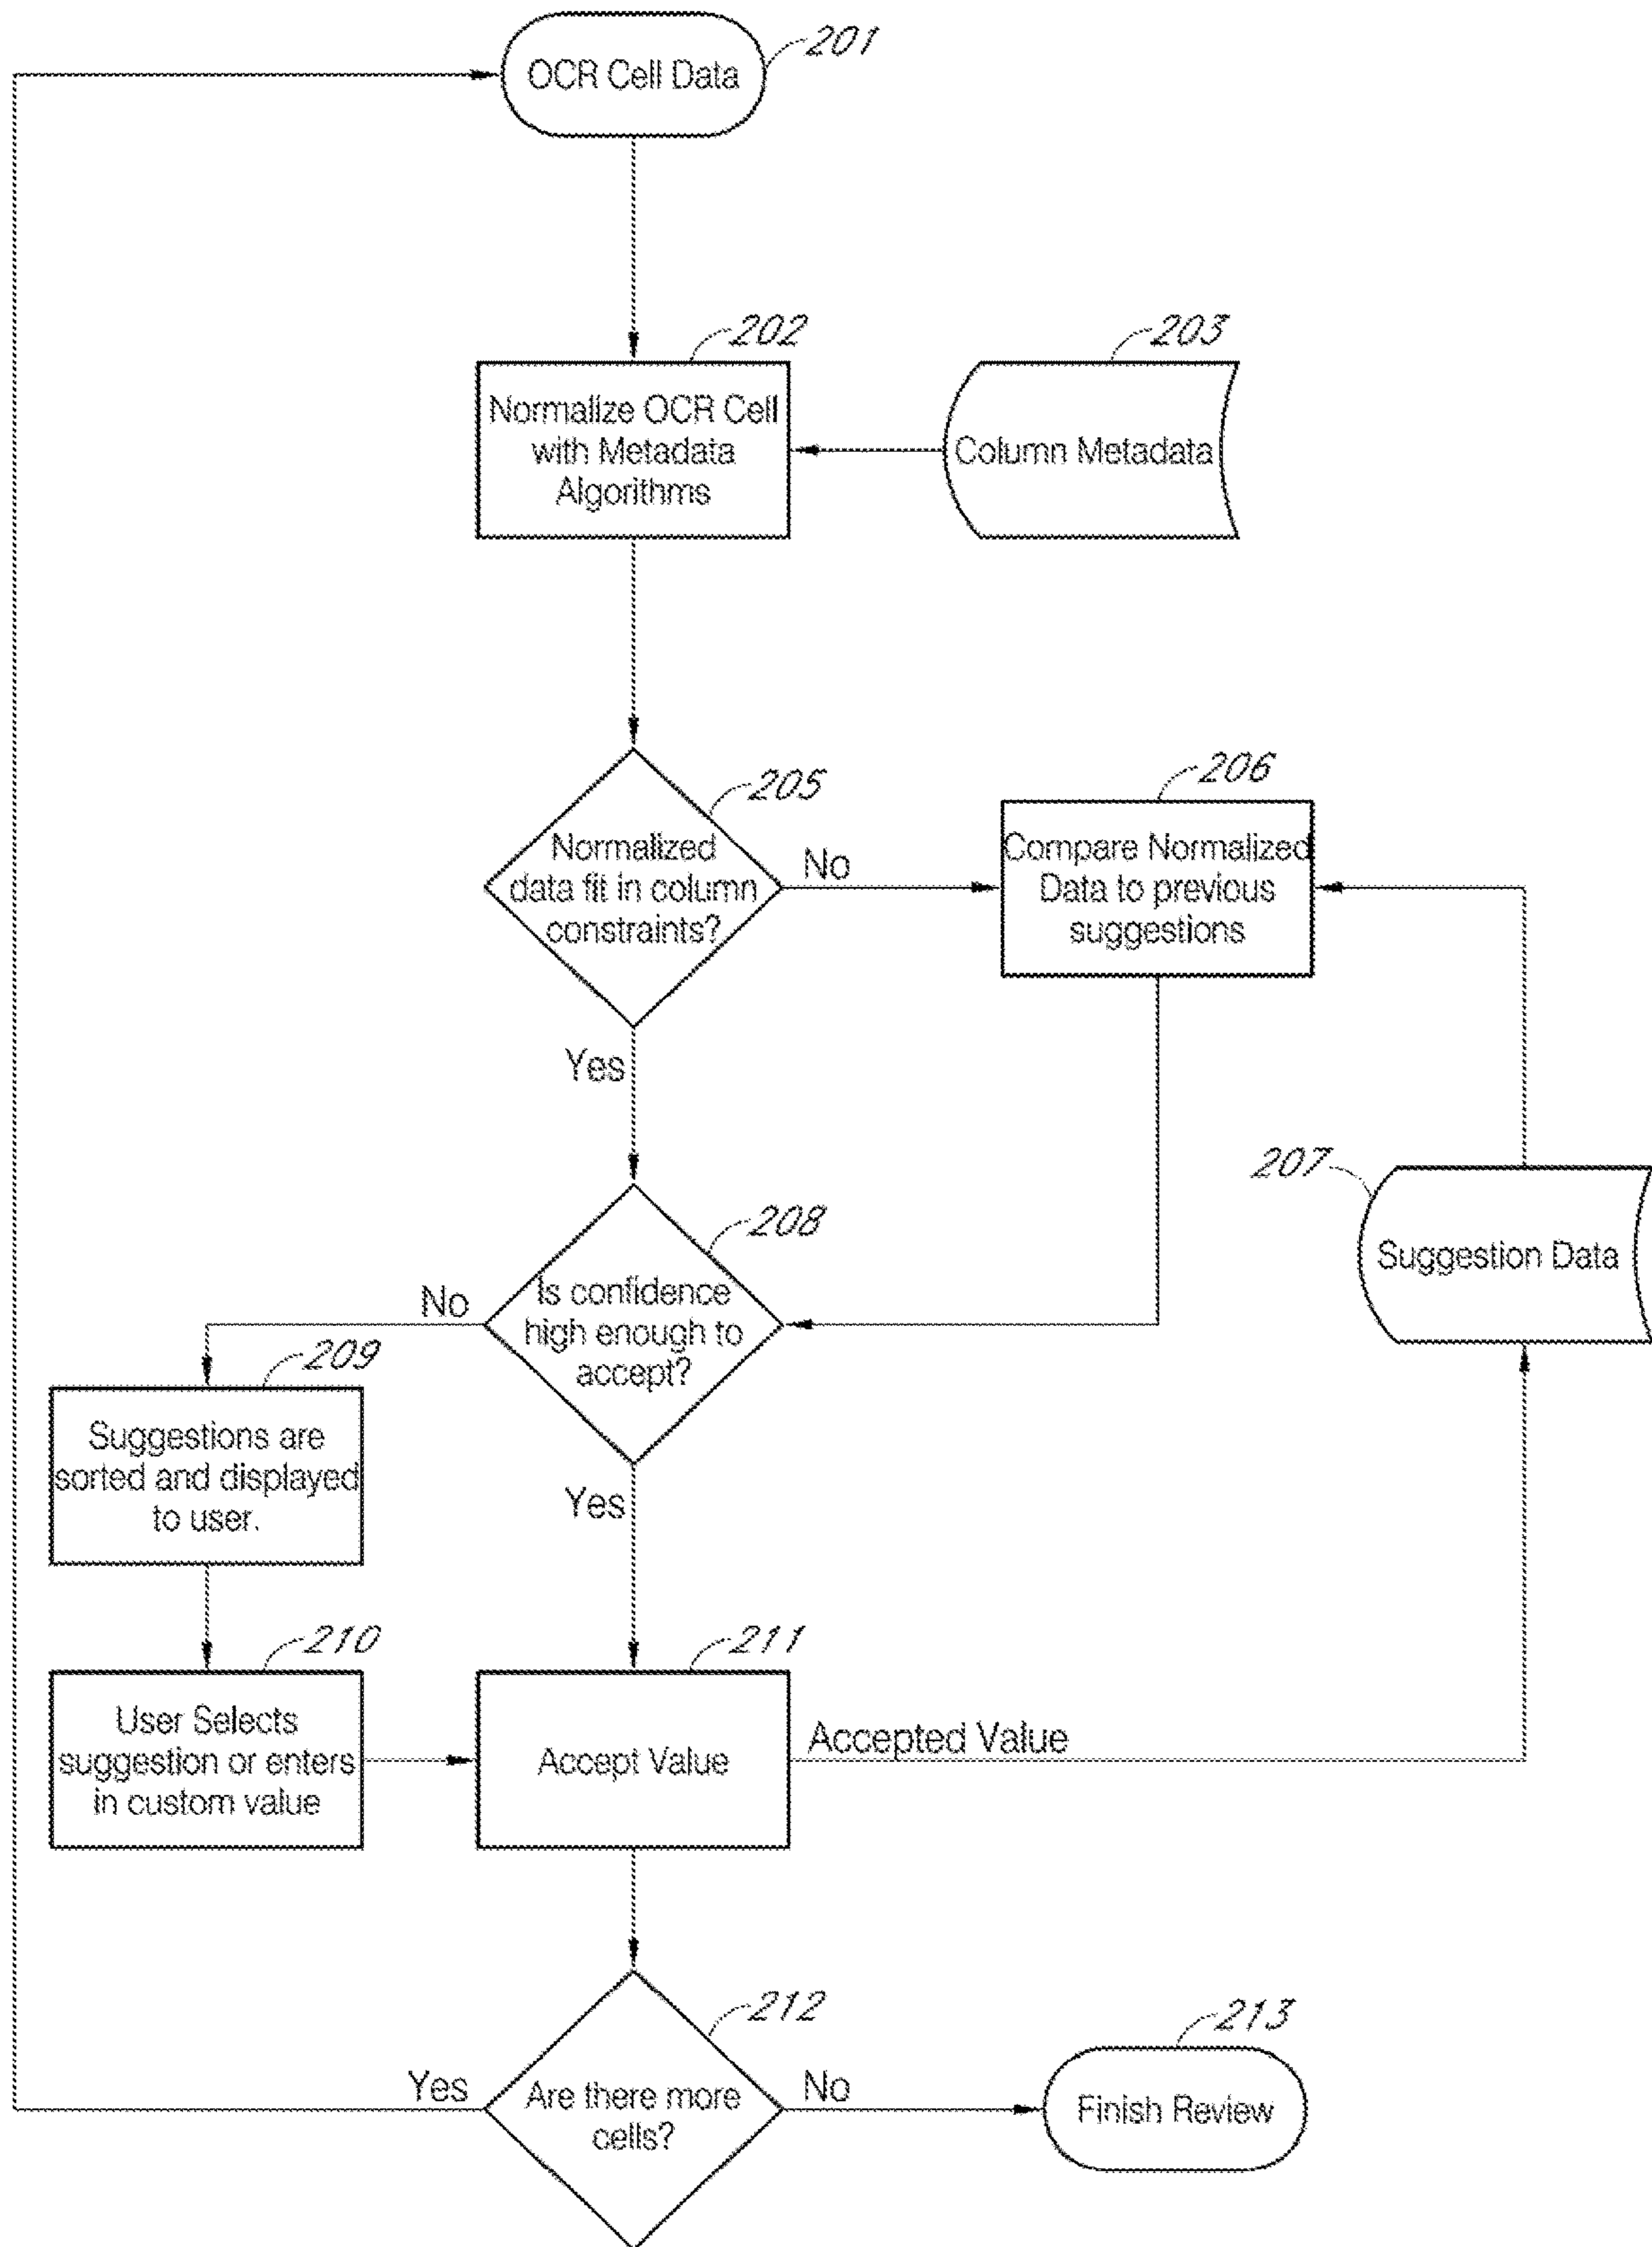 201
OCR Cell Data
202
203
Normalize OCR Cell
with Metadata
Algorithms
Column Metadata
205
206
Normalized
data fit in column
constraints?
No
Compare Normalized
Data to previous
suggestions
Yes
207
208
Suggestion Data
Is confidence
high enough to
accept?
No
209
Suggestions are
sorted and displayed
to user.
Yes
210
211
User Selects
suggestion or enters
in custom value
Accept Value
Accepted Value
212
213
Yes
Are there more
cells?
No
Finish Review